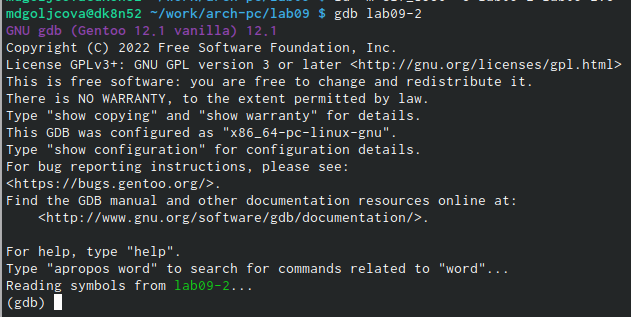 mdgoljcova@dk8n52 ~/work/arch-pc/lab09 $ gdb lab09-2
GNU gdb (Gentoo 12.1 vanilla) 12.1
Copyright (C) 2022 Free Software Foundation, Inc.
License GPLv3+: GNU GPL version 3 or later <http://gnu.org/licenses/gpl.html>
This is free software: you are free to change and redistribute it.
There is NO WARRANTY, to the extent permitted by law.
Type "show copying" and "show warranty" for details.
This GDB was configured as "x86_64-pc-linux-gnu".
Type "show configuration" for configuration details.
For bug reporting instructions, please see:
<https://bugs.gentoo.org/>.
Find the GDB manual and other documentation resources online at:
    <http://www.gnu.org/software/gdb/documentation/>.

For help, type "help".
Type "apropos word" to search for commands related to "word"...
Reading symbols from lab09-2...
(gdb)